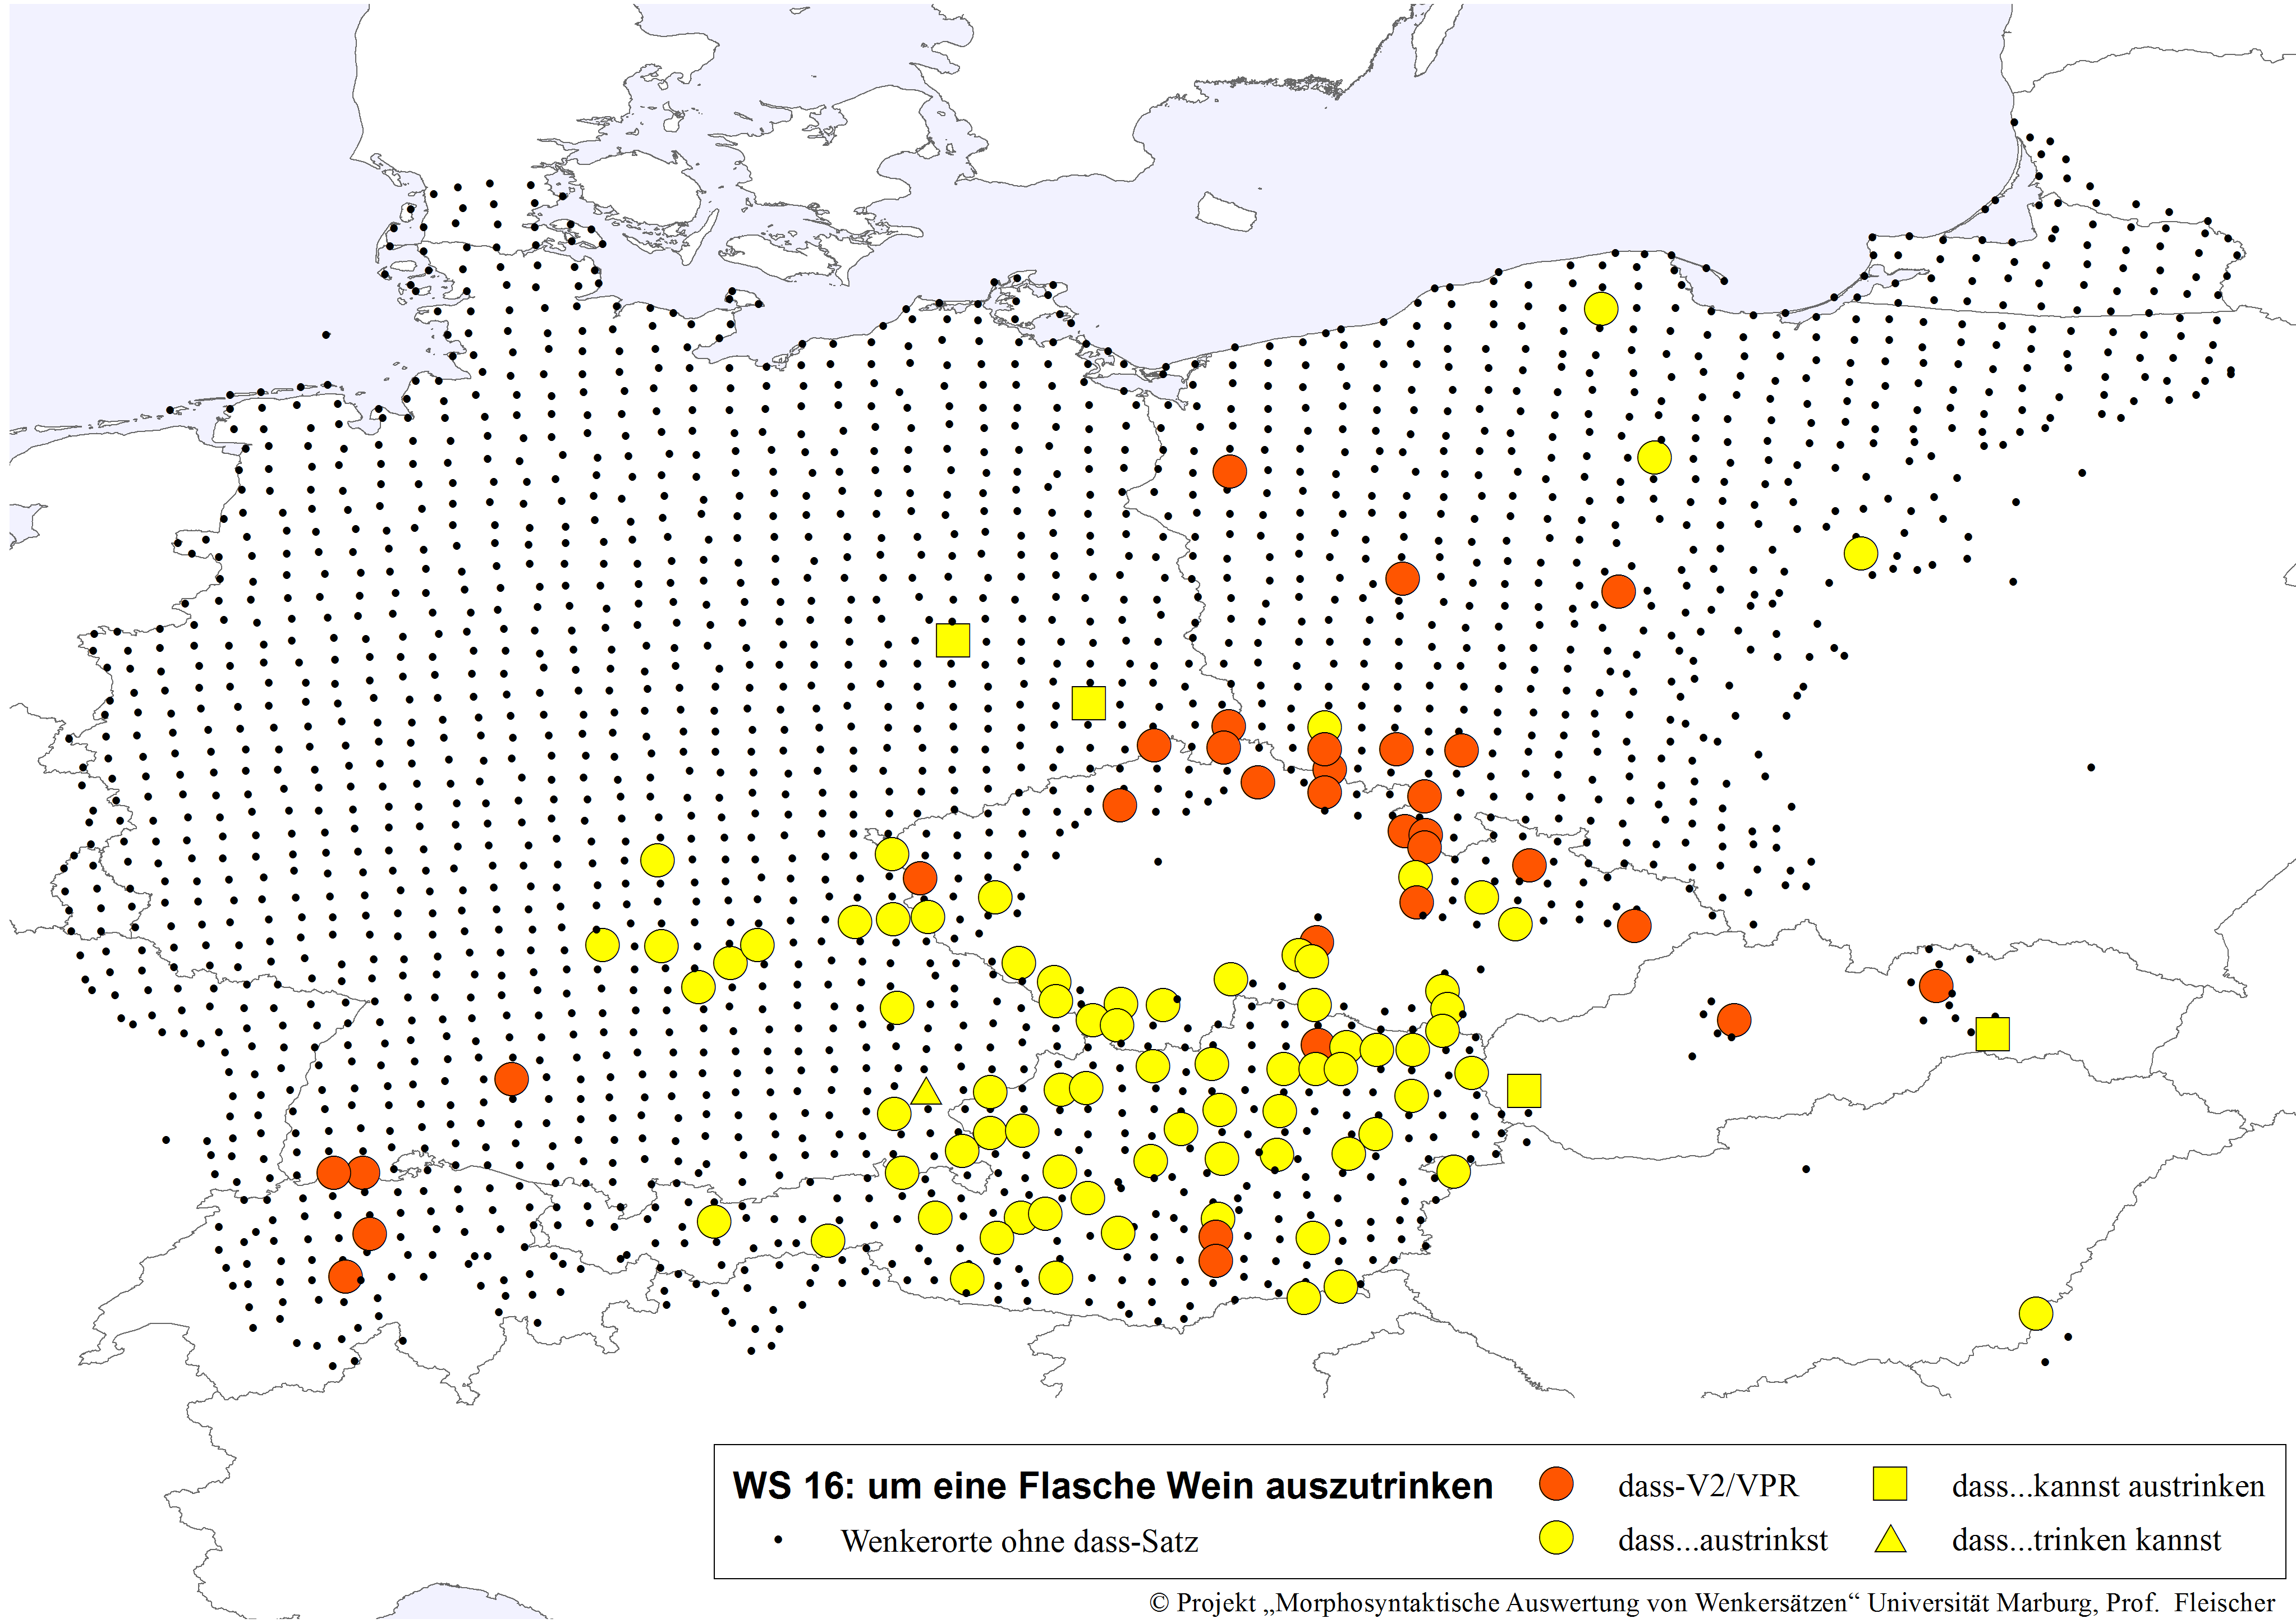 WS 16: um eine Flasche Wein auszutrinken
Wenkerorte ohne dass-Satz
dass-V2/VPR
dass...austrinkst
dass...kannst austrinken
dass...trinken kannst
© Projekt „Morphosyntaktische Auswertung von Wenkersätzen“ Universität Marburg, Prof. Fleischer